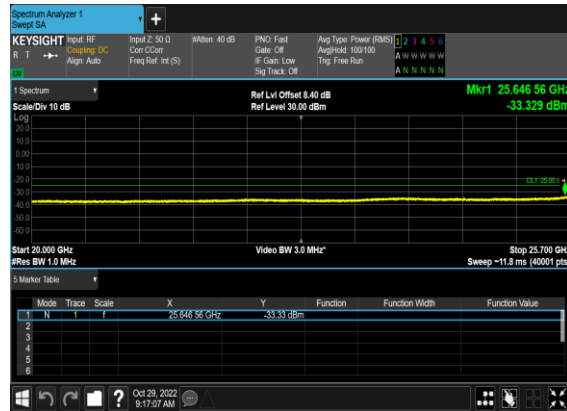 Spectrum Analyzer 1
Swept SA
+
KEYSIGHT Input: RF Input Z: 50 Ω #Atten: 40 dB PNO: Fast Avg Type: Power (RMS) 1 2 3 4 5 6
R T Coupling: DC Corr CCorr Gate: Off Avg|Hold: 100/100 A W W W W W
Align: Auto Freq Ref: Int (S) IF Gain: Low Trig: Free Run
Sig Track: Off A N N N N N
1 Spectrum Ref Lvl Offset 8.40 dB Mkr1 25.646 56 GHz
Scale/Div 10 dB Ref Level 30.00 dBm -33.329 dBm
Log
20.0
10.0
0.00
-10.0
-20.0
-30.0
-40.0
-50.0
-60.0
Start 20.000 GHz Video BW 3.0 MHz* Stop 25.700 GHz
#Res BW 1.0 MHz Sweep ~11.8 ms (40001 pts)
5 Marker Table
Mode Trace Scale X Y Function Function Width Function Value
1 N 1 f 25.646 56 GHz -33.33 dBm
2
3
4
5
6
? Oct 29, 2022
9:17:07 AM